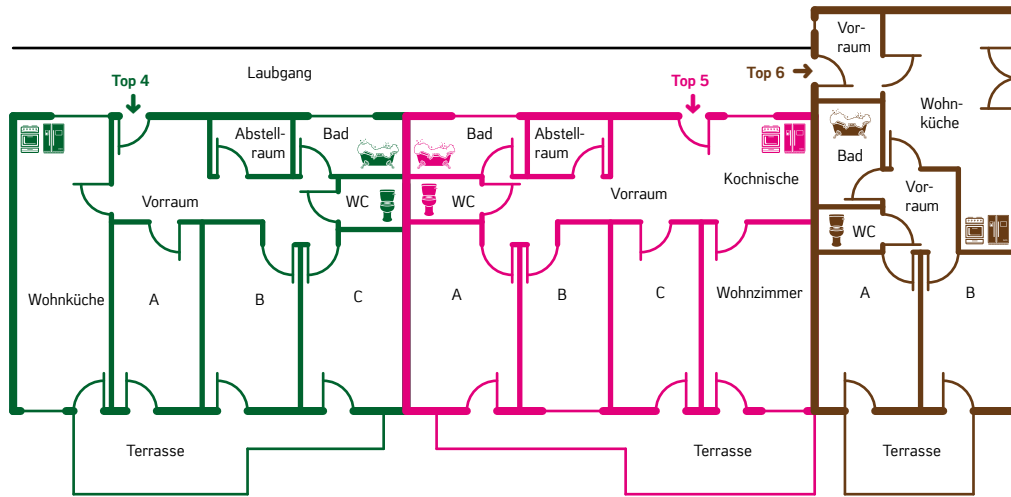 Vor-
raum
Laubgang
Top 4
Top 5
Top 6
Wohn-
küche
Abstell-
raum
Bad
Bad
Abstell-
raum
Bad
Vorraum
WC
WC
Vorraum
Kochnische
Vor-
raum
WC
Wohnküche
A
B
C
A
B
C
Wohnzimmer
A
B
Terrasse
Terrasse
Terrasse